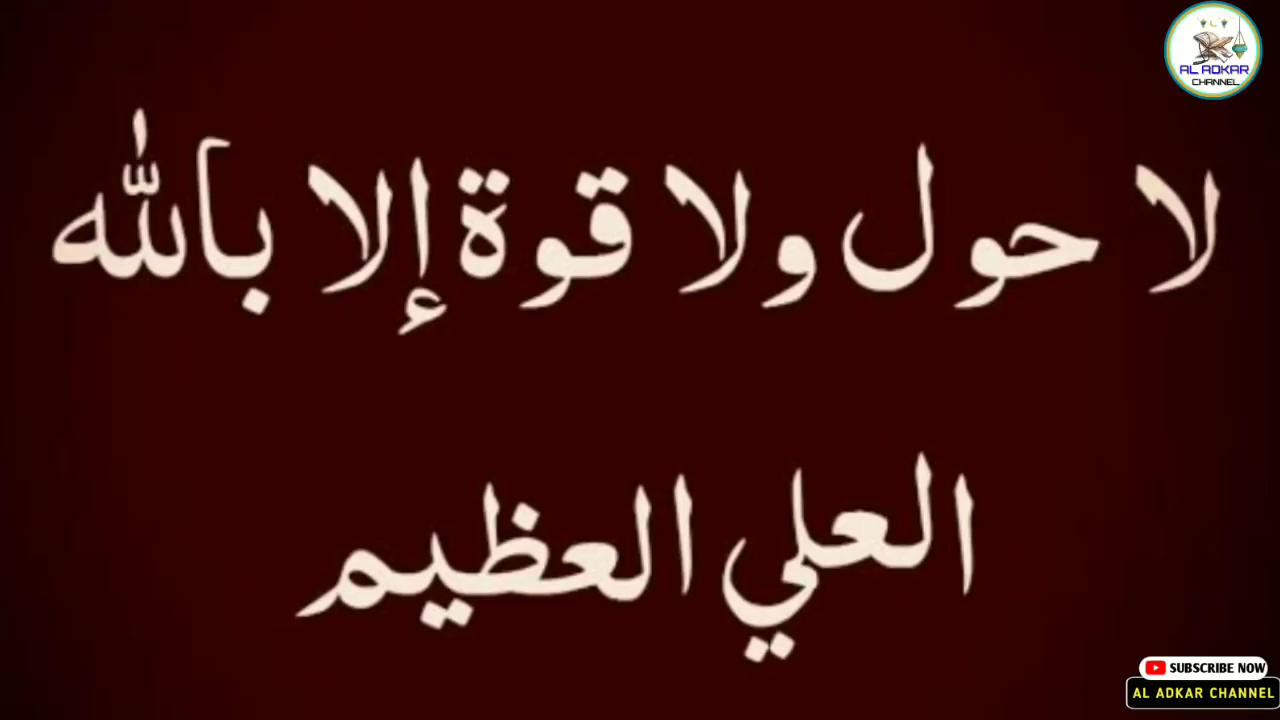 AL ADKAR
CHANNEL
لا حول ولا قوة إلا بالله
العلي العظيم
SUBSCRIBE NOW
AL ADKAR CHANNEL